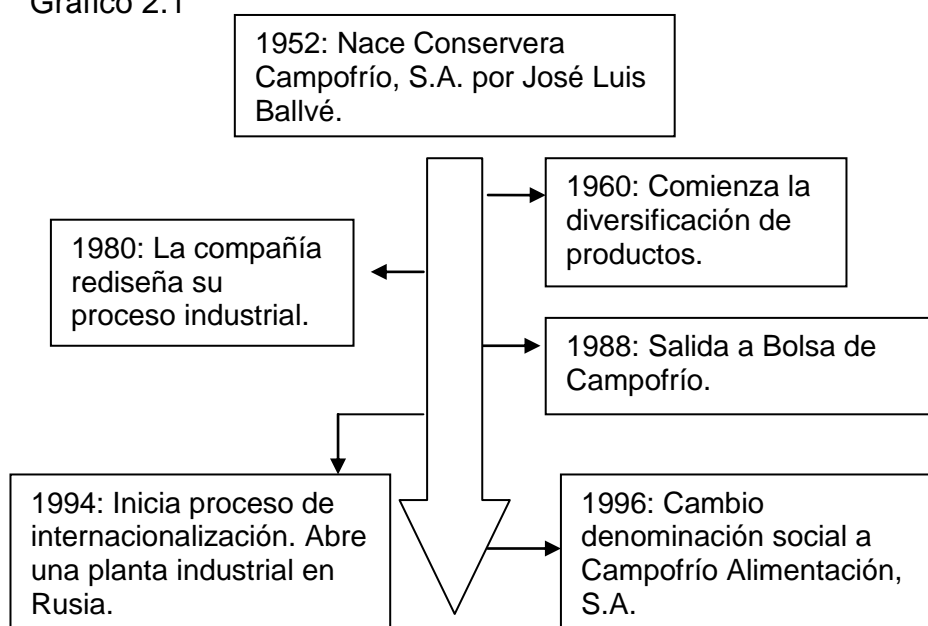 Gráfico 2.1
1952: Nace Conservera
Campofrío, S.A. por José Luis
Ballvé.
1960: Comienza la
diversificación de
productos.
1980: La compañía
rediseña su
proceso industrial.
1988: Salida a Bolsa de
Campofrío.
1994: Inicia proceso de
internacionalización. Abre
una planta industrial en
Rusia.
1996: Cambio
denominación social a
Campofrío Alimentación,
S.A.